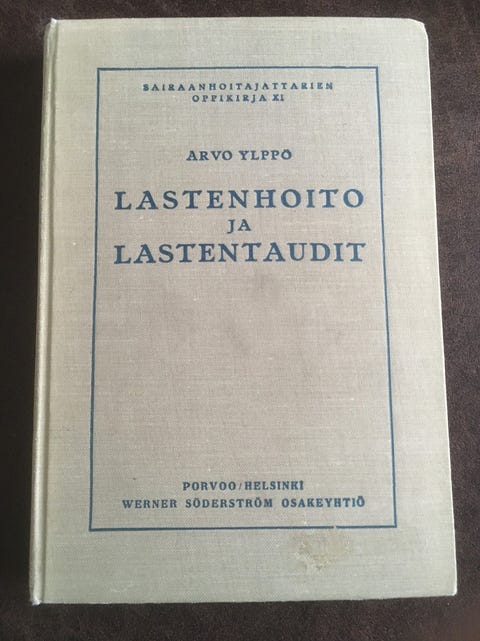 SAIRAANHOITAJATTARIEN
OPPIKIRJA XI
ARVO YLPPÖ
LASTENHOITO
JA
LASTENTAUDIT
PORVOO/HELSINKI
WERNER SÖDERSTRÖM OSAKEYHTIÖ